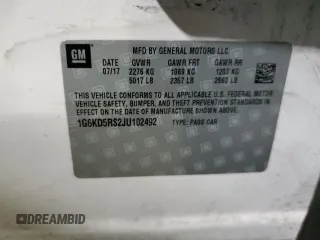 GM
MFD BY GENERAL MOTORS LLC
DATE GVWR GAWR FRT GAWR RR
07/17 2276 KG 1069 KG 1207 KG
5017 LB 2357 LB 2660 LB
THIS VEHICLE CONFORMS TO ALL APPLICABLE U.S. FEDERAL MOTOR
VEHICLE SAFETY, BUMPER, AND THEFT PREVENTION STANDARDS
IN EFFECT ON THE DATE OF MANUFACTURE SHOWN ABOVE.
1G6KD5RS2JU102492 TYPE: PASS CAR
DREAMBID